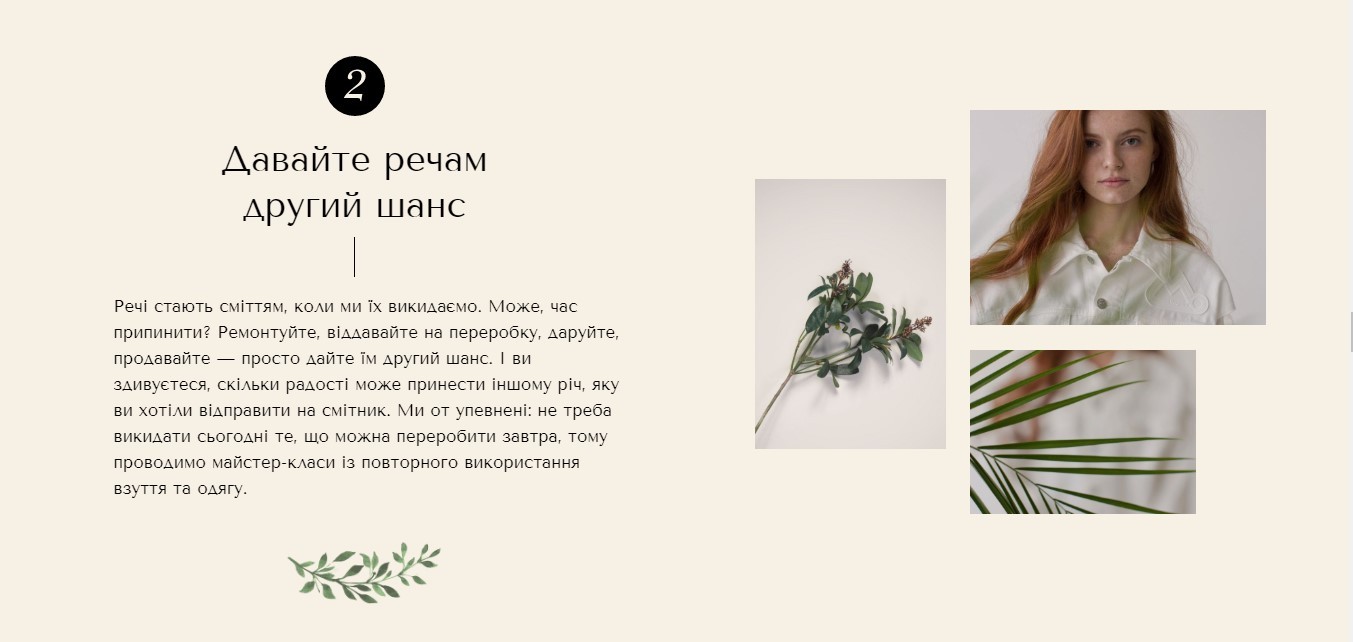 2
Давайте речам
другий шанс
Речі стають сміттям, коли ми їх викидаємо. Може, час
припинити? Ремонтуйте, віддавайте на переробку, даруйте,
продавайте — просто дайте їм другий шанс. І ви
здивуєтеся, скільки радості може принести іншому річ, яку
ви хотіли відправити на смітник. Ми от упевнені: не треба
викидати сьогодні те, що можна переробити завтра, тому
проводимо майстер-класи із повторного використання
взуття та одягу.